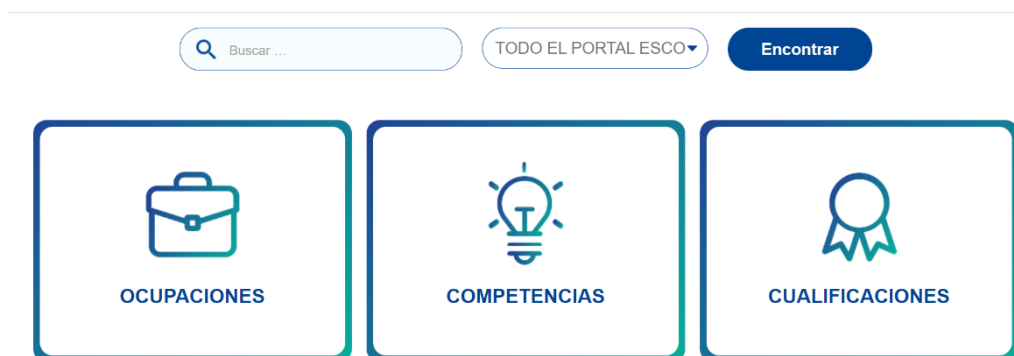 Buscar ...
TODO EL PORTAL ESCO
Encontrar
OCUPACIONES
COMPETENCIAS
CUALIFICACIONES